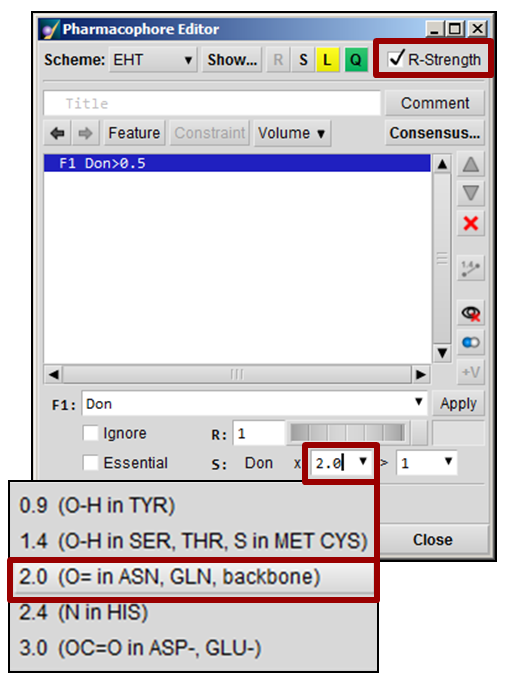 Pharmacophore Editor
Scheme: EHT Show... R S L Q R-Strength
Title Comment
Feature Constraint Volume Consensus...
F1 Don>0.5
1.4
+V
F1: Don Apply
Ignore R: 1
Essential S: Don x 2.0 > 1
0.9 (O-H in TYR)
1.4 (O-H in SER, THR, S in MET CYS)
Close
2.0 (O= in ASN, GLN, backbone)
2.4 (N in HIS)
3.0 (OC=O in ASP-, GLU-)